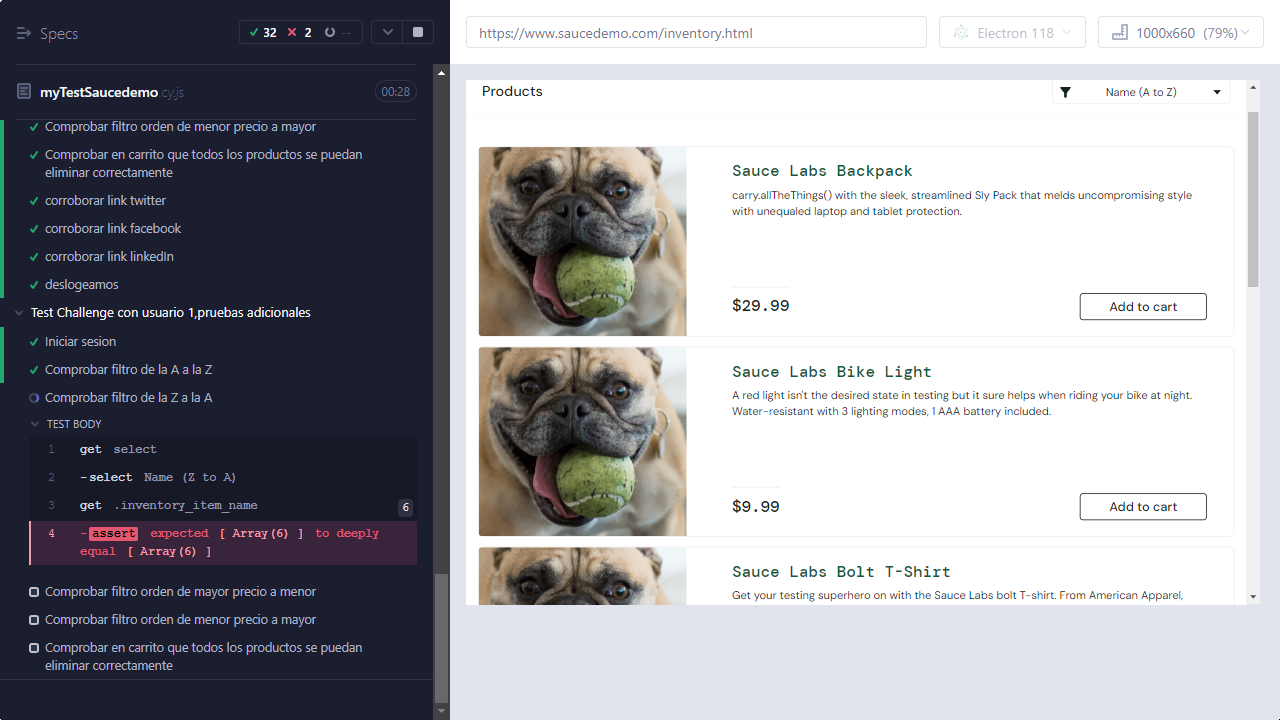 Specs
32 2 --
myTestSaucedemo.cy.js 00:28
Comprobar filtro orden de menor precio a mayor
Comprobar en carrito que todos los productos se puedan
eliminar correctamente
corroborar link twitter
corroborar link facebook
corroborar link linkedIn
deslogeamos
Test Challenge con usuario 1,pruebas adicionales
Iniciar sesion
Comprobar filtro de la A a la Z
Comprobar filtro de la Z a la A
TEST BODY
1 get select
2 -select Name (Z to A)
3 get .inventory_item_name 6
4 -assert expected [ Array(6) ] to deeply
equal [ Array(6) ]
Comprobar filtro orden de mayor precio a menor
Comprobar filtro orden de menor precio a mayor
Comprobar en carrito que todos los productos se puedan
eliminar correctamente
https://www.saucedemo.com/inventory.html
Electron 118
1000x660 (79%)
Products
Name (A to Z)
Sauce Labs Backpack
carry.allTheThings() with the sleek, streamlined Sly Pack that melds uncompromising style
with unequaled laptop and tablet protection.
$29.99
Add to cart
Sauce Labs Bike Light
A red light isn't the desired state in testing but it sure helps when riding your bike at night.
Water-resistant with 3 lighting modes, 1 AAA battery included.
$9.99
Add to cart
Sauce Labs Bolt T-Shirt
Get your testing superhero on with the Sauce Labs bolt T-shirt. From American Apparel,